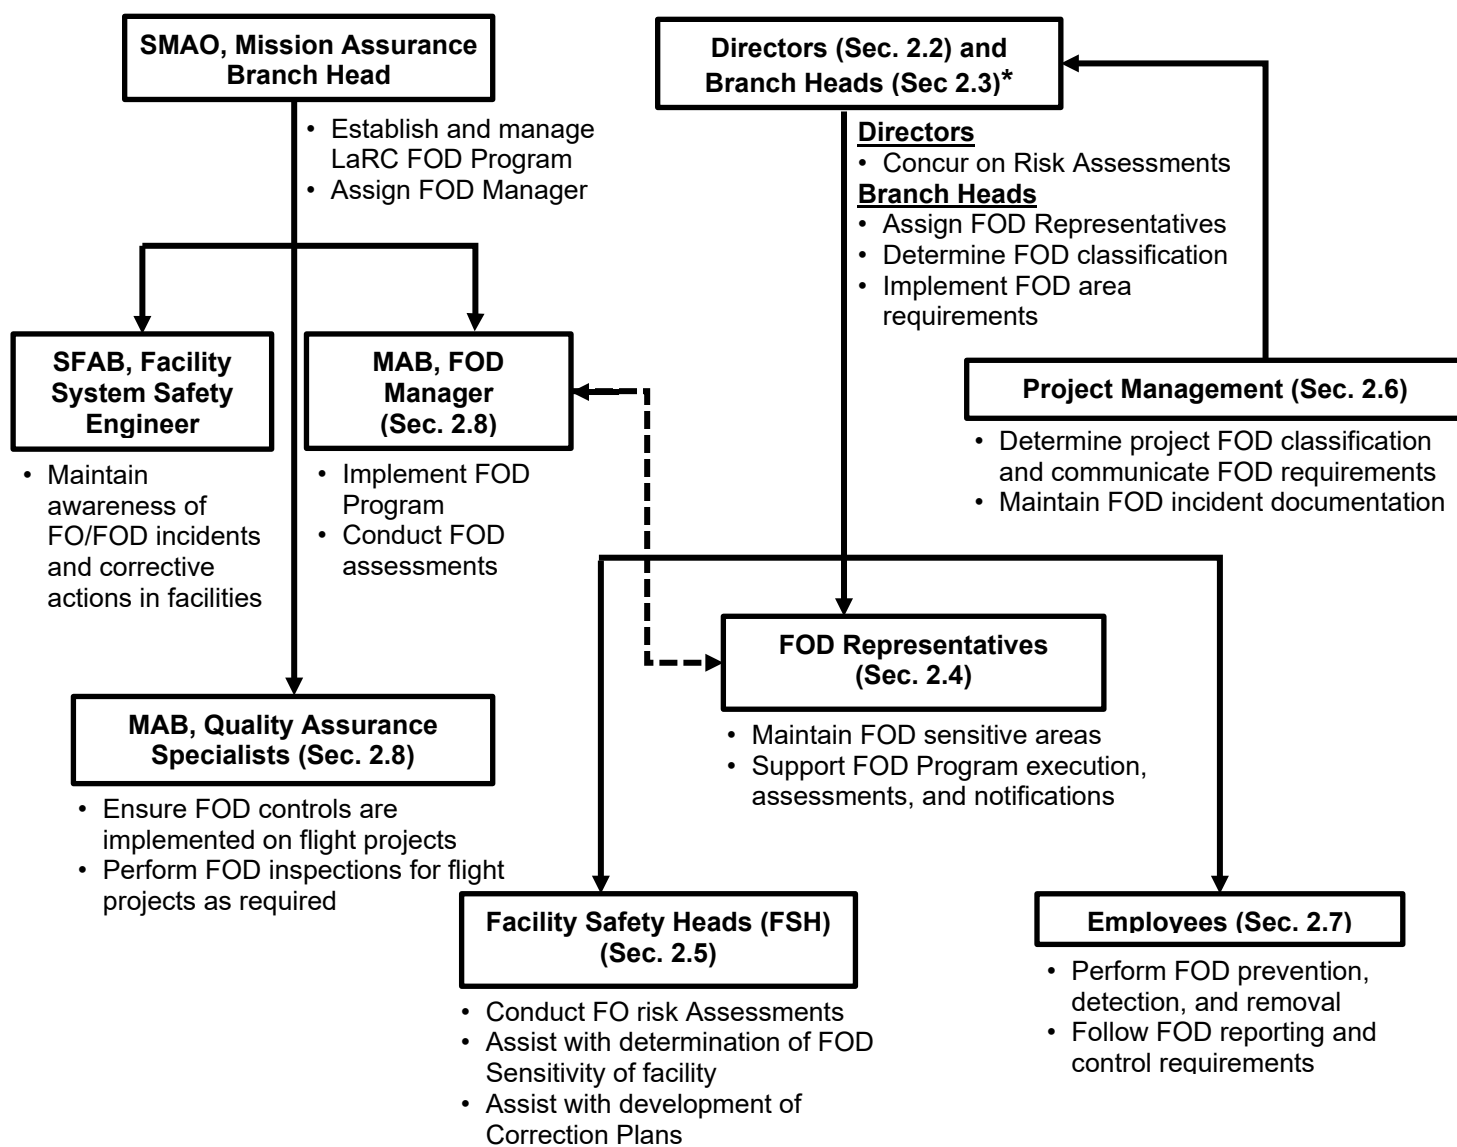 SMAO, Mission Assurance
Branch Head
• Establish and manage
LaRC FOD Program
• Assign FOD Manager
Directors (Sec. 2.2) and
Branch Heads (Sec 2.3)*
Directors
• Concur on Risk Assessments
Branch Heads
• Assign FOD Representatives
• Determine FOD classification
• Implement FOD area
requirements
SFAB, Facility
System Safety
Engineer
• Maintain
awareness of
FO/FOD incidents
and corrective
actions in facilities
MAB, FOD
Manager
(Sec. 2.8)
• Implement FOD
Program
• Conduct FOD
assessments
Project Management (Sec. 2.6)
• Determine project FOD classification
and communicate FOD requirements
• Maintain FOD incident documentation
FOD Representatives
(Sec. 2.4)
• Maintain FOD sensitive areas
• Support FOD Program execution,
assessments, and notifications
MAB, Quality Assurance
Specialists (Sec. 2.8)
• Ensure FOD controls are
implemented on flight projects
• Perform FOD inspections for flight
projects as required
Facility Safety Heads (FSH)
(Sec. 2.5)
• Conduct FO risk Assessments
• Assist with determination of FOD
Sensitivity of facility
• Assist with development of
Correction Plans
Employees (Sec. 2.7)
• Perform FOD prevention,
detection, and removal
• Follow FOD reporting and
control requirements